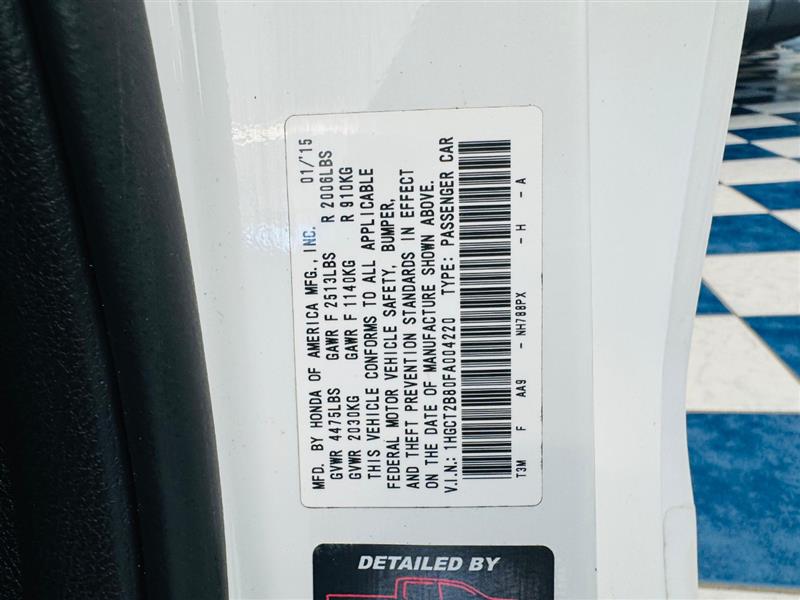 MFD. BY HONDA OF AMERICA MFG., INC. 01/'15
GVWR 4475LBS GAWR F 2513LBS R 2006LBS
GVWR 2030KG GAWR F 1140KG R 910KG
THIS VEHICLE CONFORMS TO ALL APPLICABLE
FEDERAL MOTOR VEHICLE SAFETY, BUMPER,
AND THEFT PREVENTION STANDARDS IN EFFECT
ON THE DATE OF MANUFACTURE SHOWN ABOVE.
V.I.N.: 1HGCT2B80FA004220 TYPE: PASSENGER CAR
T3M F AA9 - NH788PX - H - A
DETAILED BY